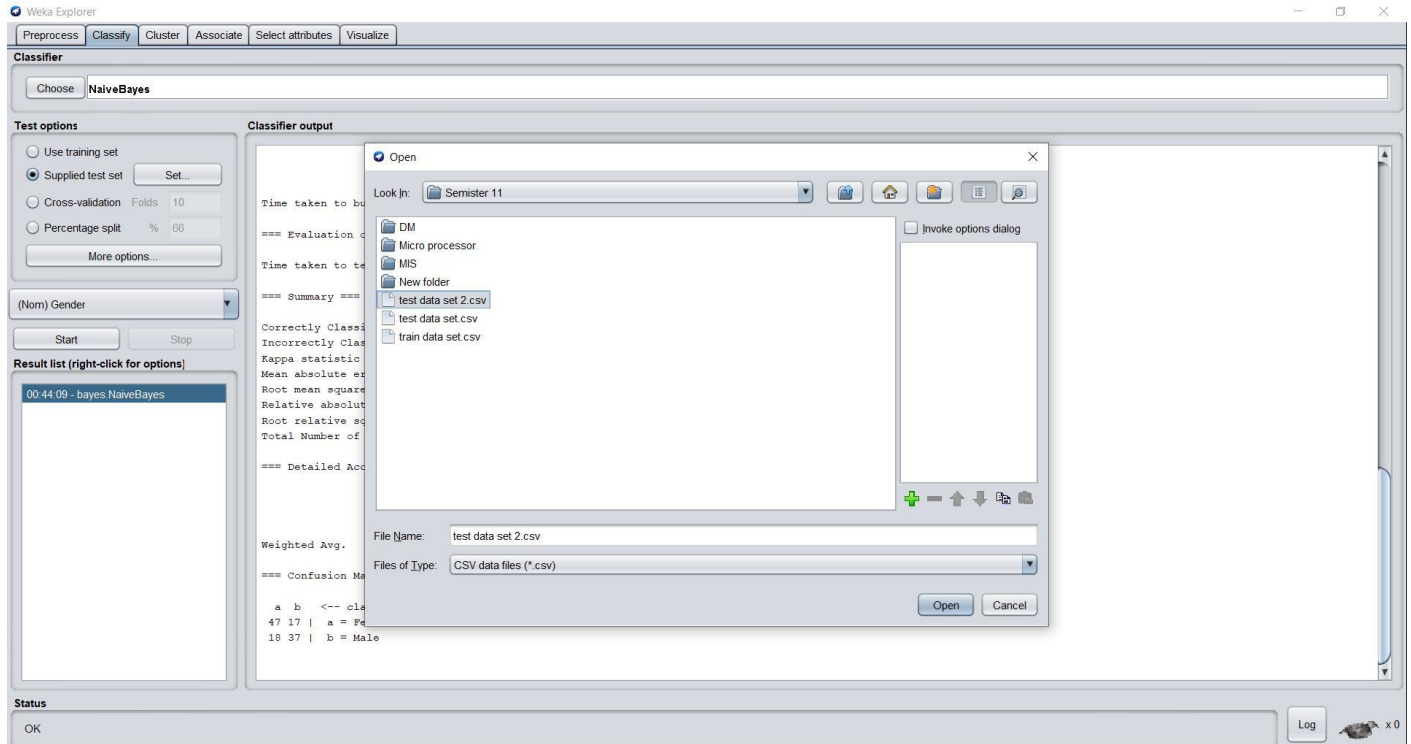 Weka Explorer
Preprocess Classify Cluster Associate Select attributes Visualize
Classifier
Choose NaiveBayes
Test options
Use training set
Supplied test set Set...
Cross-validation Folds 10
Percentage split % 66
More options...
(Nom) Gender
Start Stop
Result list (right-click for options)
00:44:09 - bayes.NaiveBayes
Classifier output
Time taken to bu
=== Evaluation o
Time taken to te
=== Summary ===
Correctly Classi
Incorrectly Clas
Kappa statistic
Mean absolute er
Root mean square
Relative absolut
Root relative sq
Total Number of
=== Detailed Acc
Weighted Avg.
=== Confusion Ma
a b <-- cla
47 17 | a = Fe
18 37 | b = Male
Open
Look In: Semister 11
DM
Micro processor
MIS
New folder
test data set 2.csv
test data set.csv
train data set.csv
Invoke options dialog
File Name: test data set 2.csv
Files of Type: CSV data files (*.csv)
Open Cancel
Status
OK
Log x 0